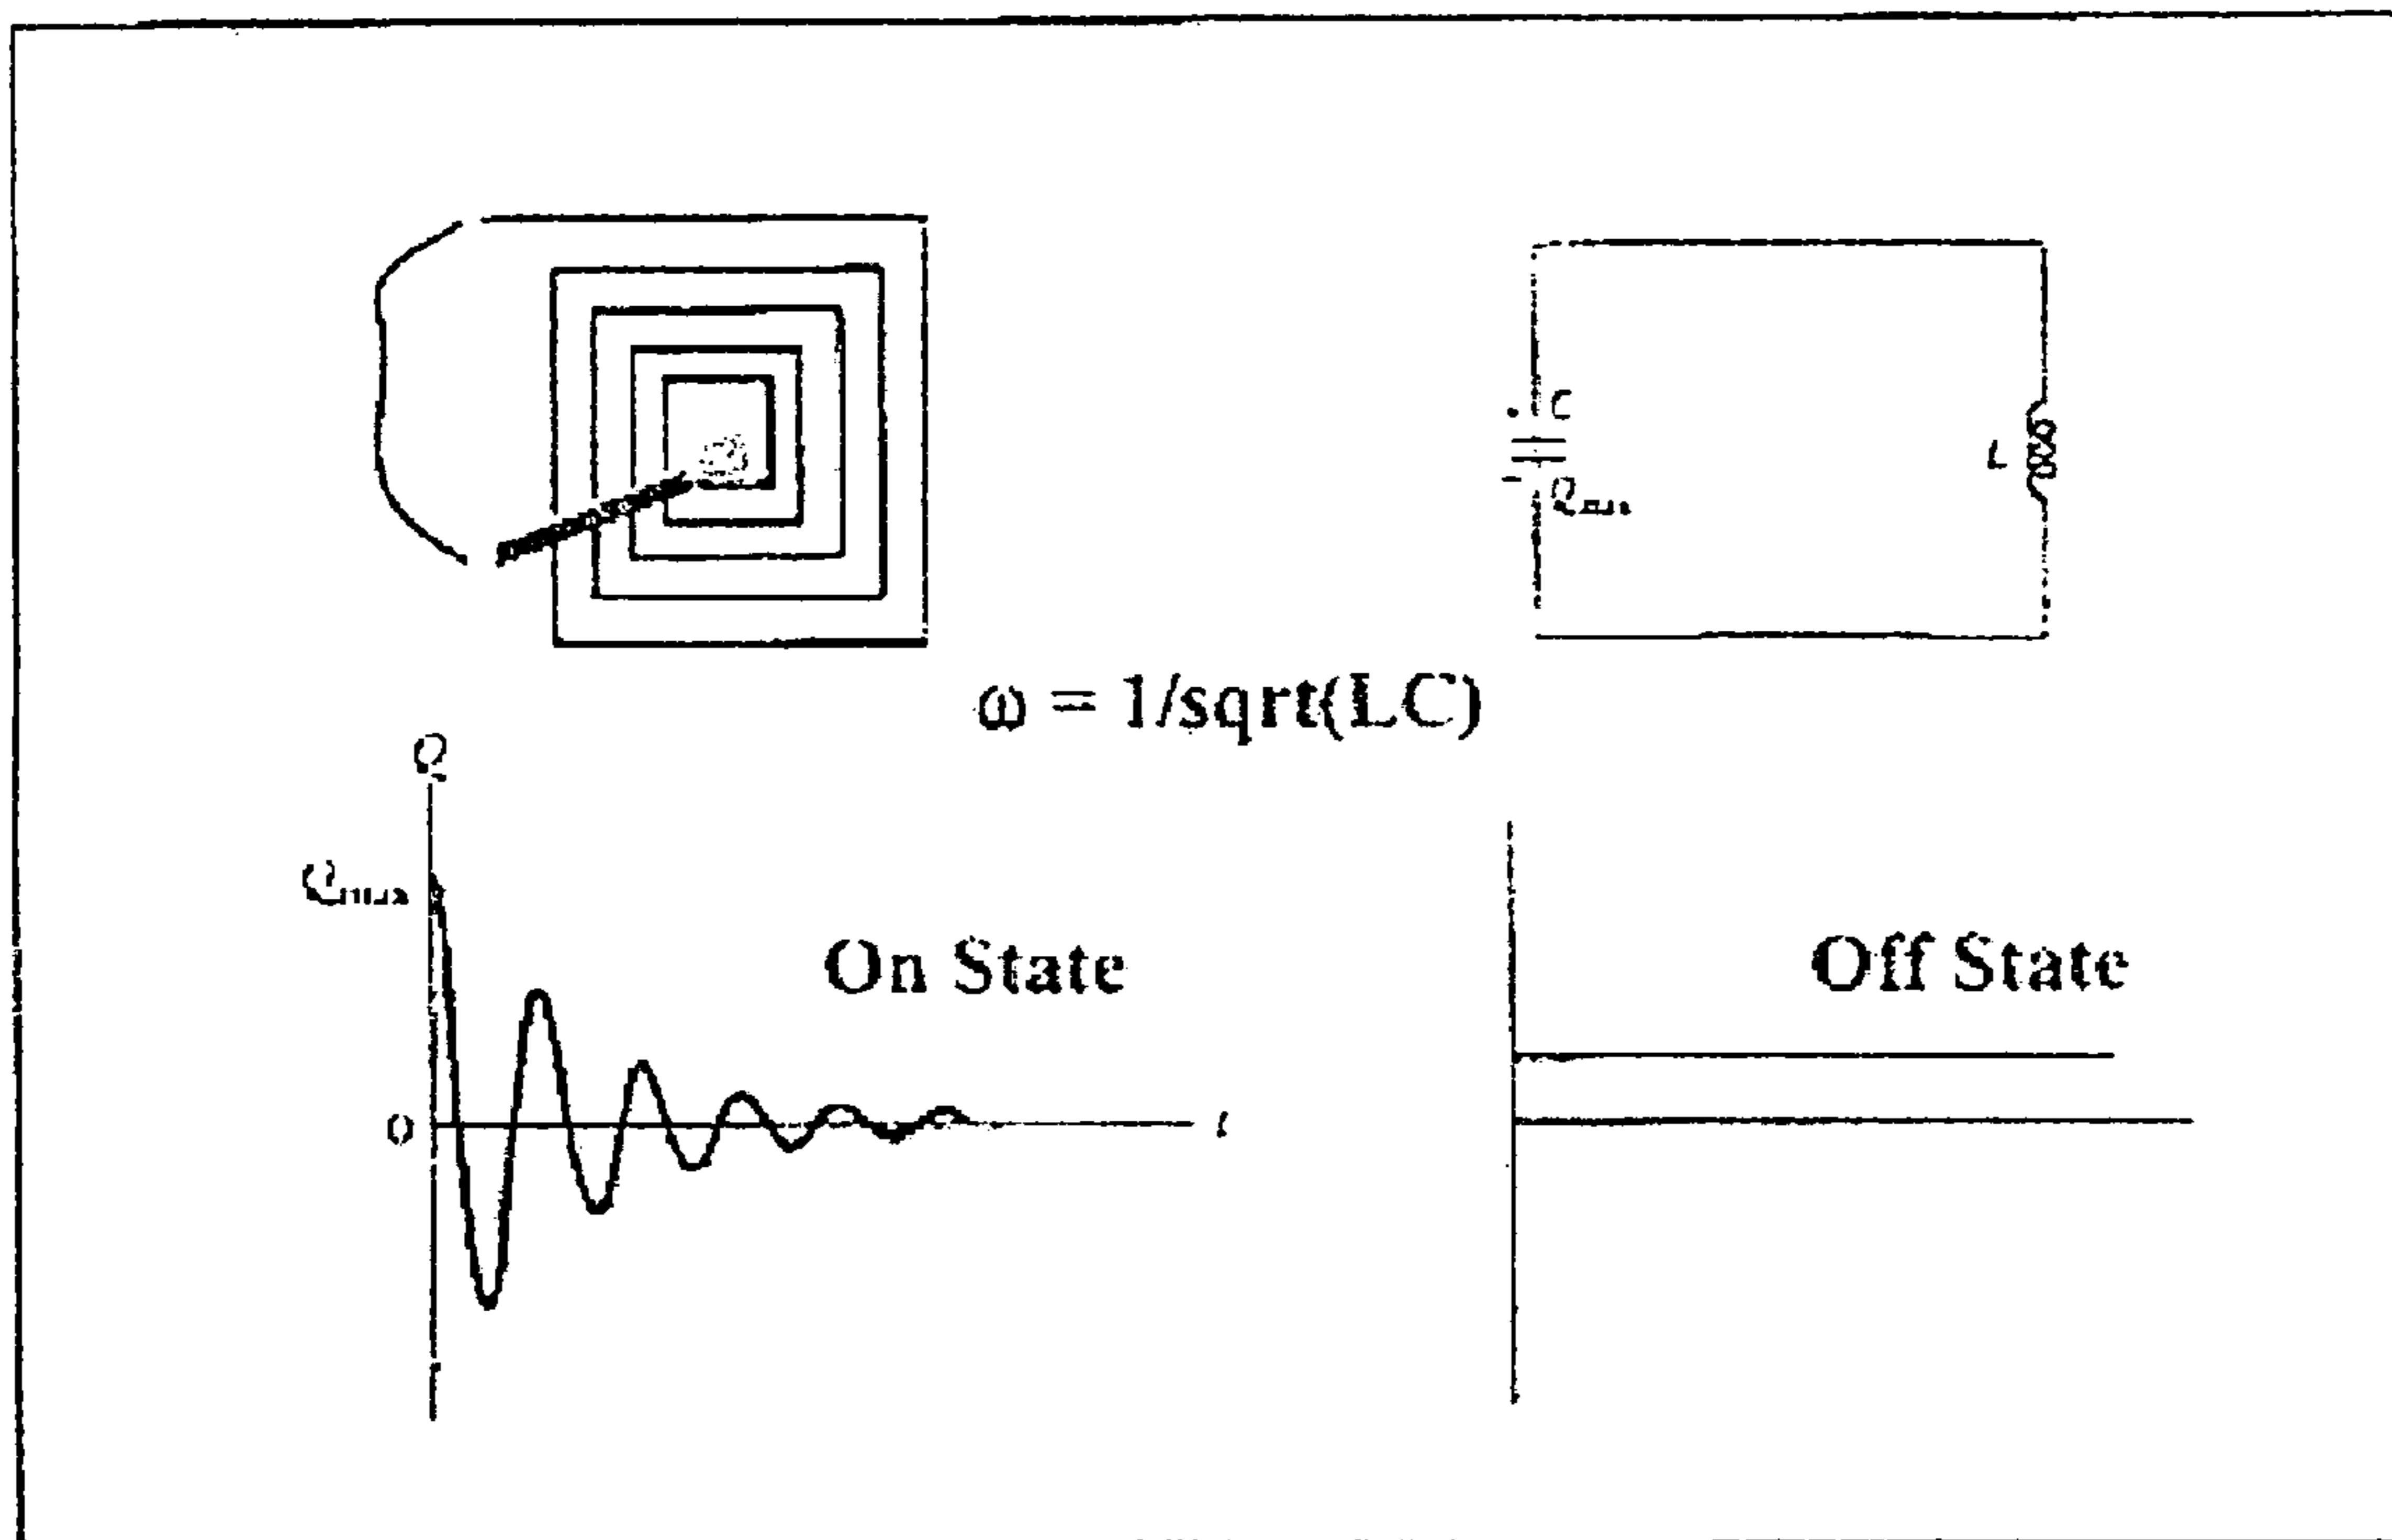 C
L
ω = 1/sqrt(LC)
Q
On State
Off State
0
t